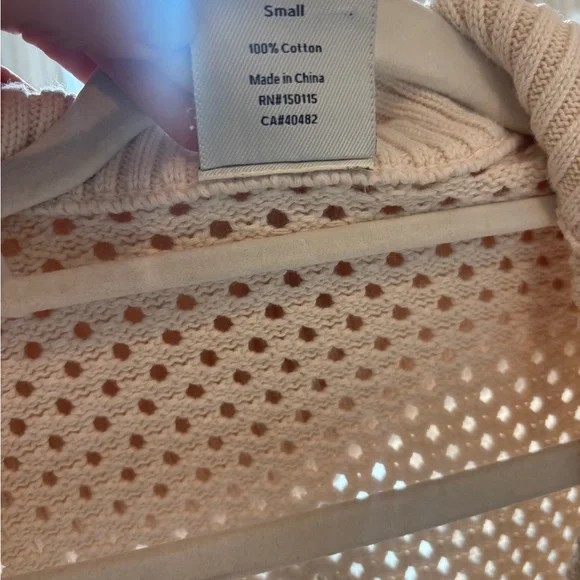 Small
100% Cotton
Made in China
RN#150115
CA#40482